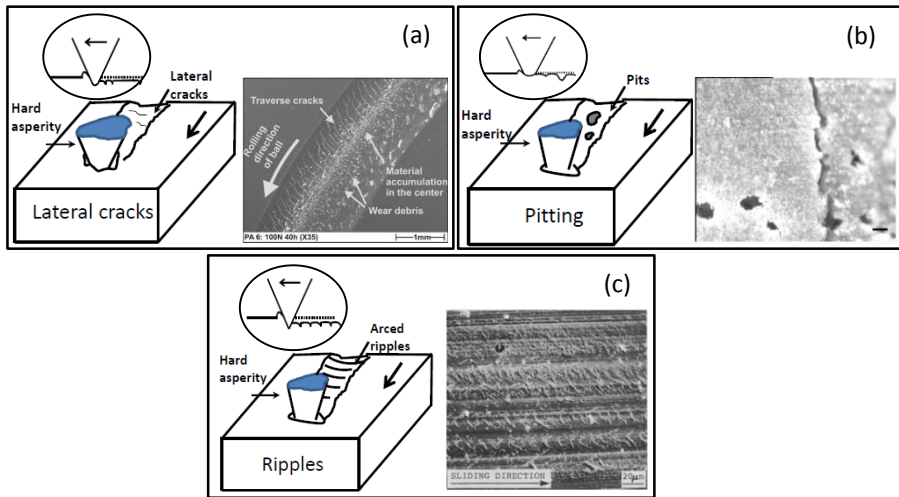 (a)
Lateral
cracks
Hard
asperity
Lateral cracks
Traverse cracks
Rolling
direction
of ball
Material
accumulation
in the center
Wear debris
PA 6: 100N 40h (X35)
1mm
(b)
Pits
Hard
asperity
Pitting
(c)
Arced
ripples
Hard
asperity
Ripples
SLIDING DIRECTION
20µm